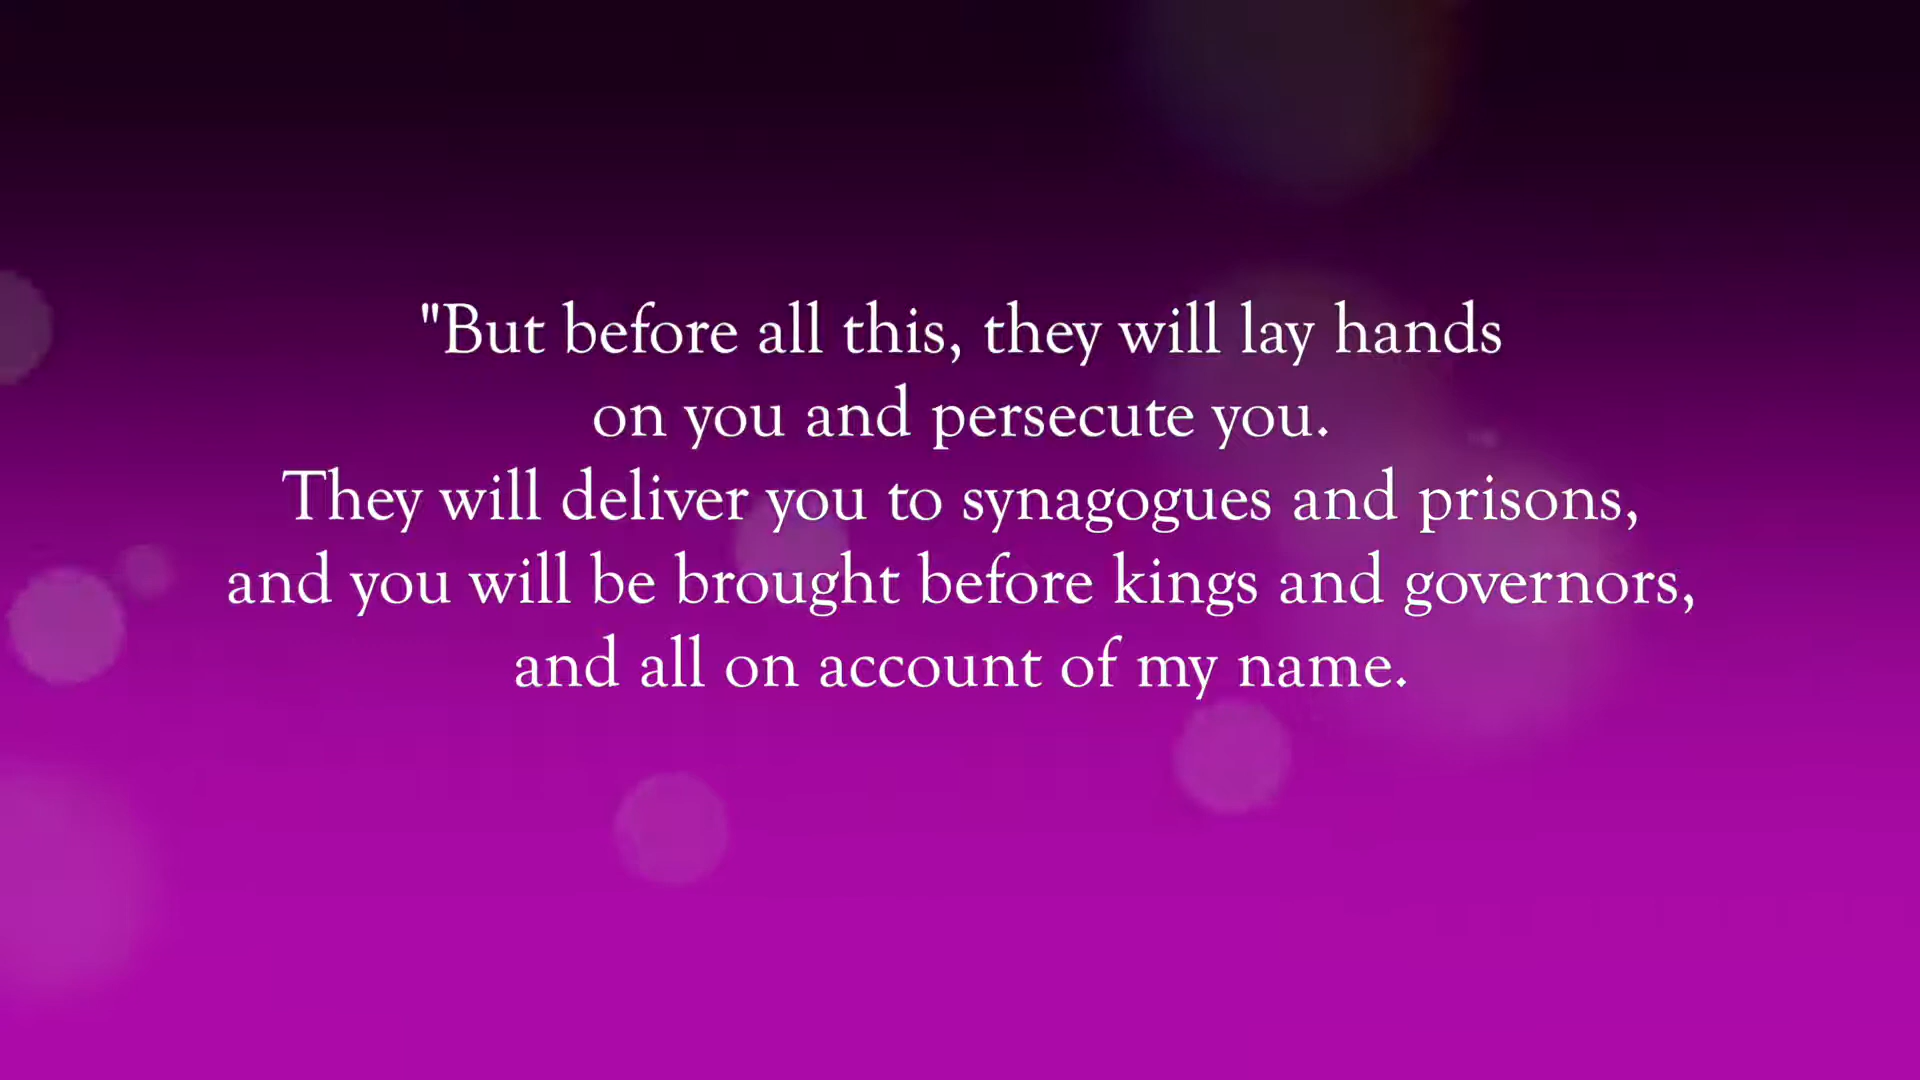 "But before all this, they will lay hands
on you and persecute you.
They will deliver you to synagogues and prisons,
and you will be brought before kings and governors,
and all on account of my name.